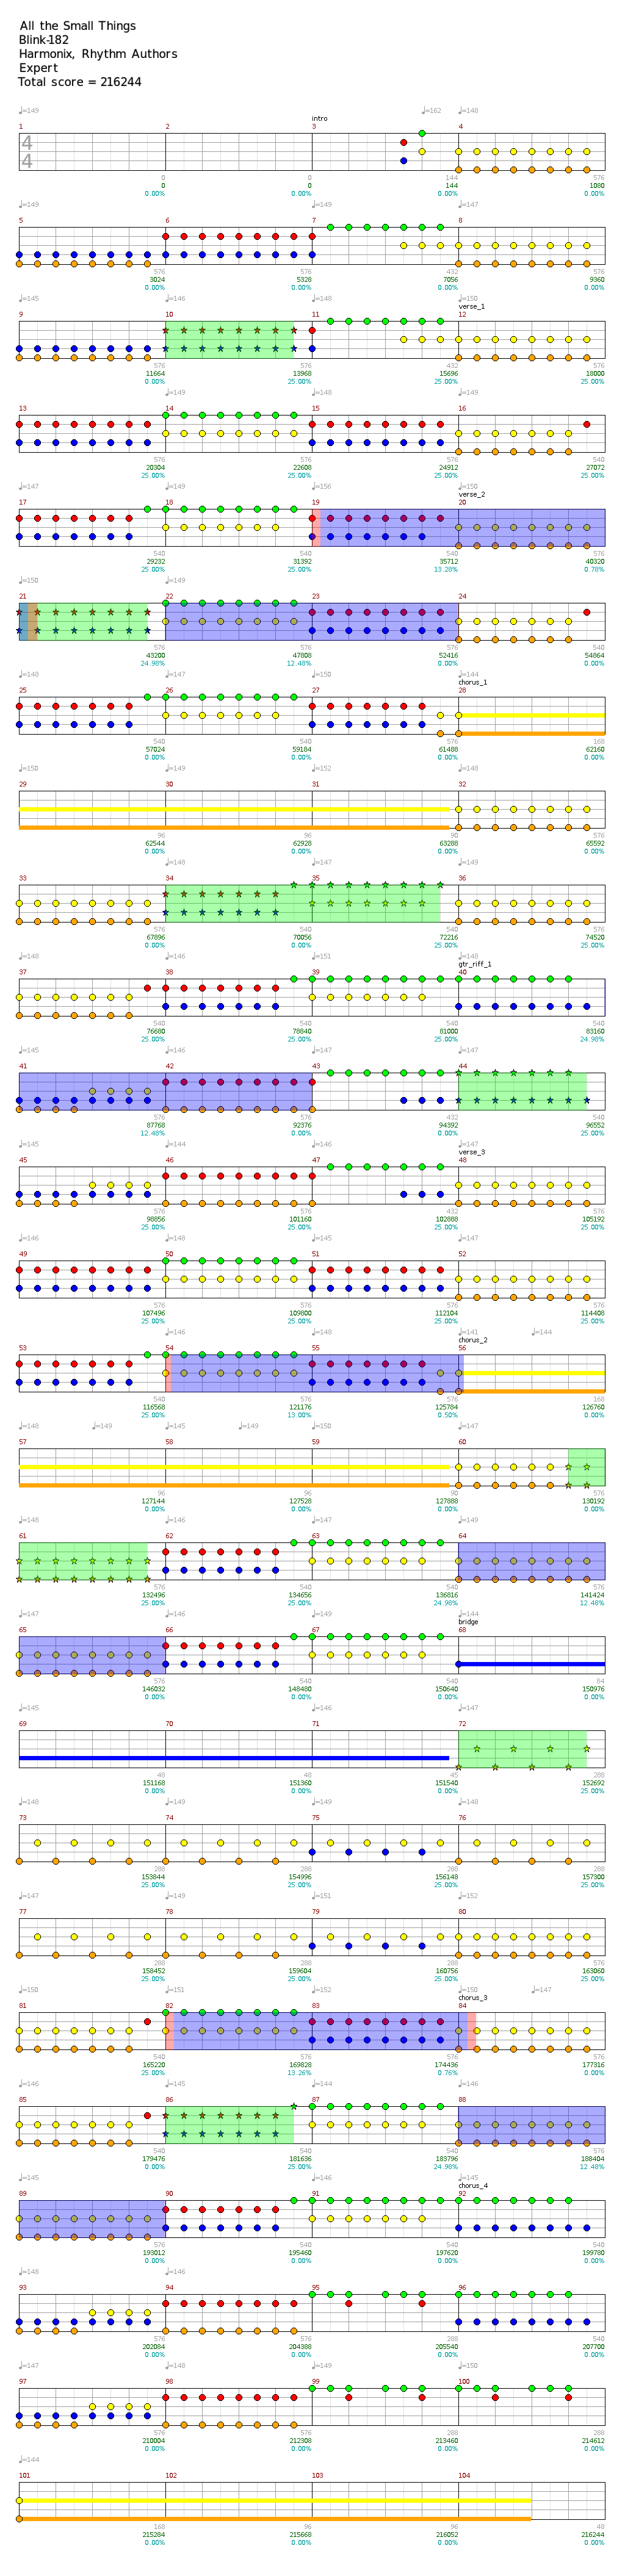 All the Small Things
Blink-182
Harmonix, Rhythm Authors
Expert
Total score = 216244
♩=149 ♩=162 ♩=148
intro
1 2 3 4
4
4
0 0 144 576
0 0 144 1080
0.00% 0.00% 0.00% 0.00%
♩=149 ♩=149 ♩=147
5 6 7 8
576 576 432 576
3024 5328 7056 9360
0.00% 0.00% 0.00% 0.00%
♩=145 ♩=146 ♩=148 ♩=150
verse_1
9 10 11 12
576 576 432 576
11664 13968 15696 18000
0.00% 25.00% 25.00% 25.00%
♩=149 ♩=148 ♩=149
13 14 15 16
576 576 576 540
20304 22608 24912 27072
25.00% 25.00% 25.00% 25.00%
♩=147 ♩=149 ♩=156 ♩=150
verse_2
17 18 19 20
540 540 540 576
29232 31392 35712 40320
25.00% 25.00% 13.28% 0.78%
♩=150 ♩=149
21 22 23 24
576 576 576 540
43200 47808 52416 54864
24.98% 12.48% 0.00% 0.00%
♩=148 ♩=149 ♩=150 ♩=144
chorus_1
25 26 27 28
540 540 576 168
57024 59184 61488 62160
0.00% 0.00% 0.00% 0.00%
♩=150 ♩=149 ♩=152 ♩=148
29 30 31 32
96 96 90 576
62544 62928 63288 65592
0.00% 0.00% 0.00% 0.00%
♩=148 ♩=147 ♩=149
33 34 35 36
576 540 540 576
67896 70056 72216 74520
0.00% 0.00% 25.00% 25.00%
♩=148 ♩=146 ♩=151 ♩=148
gtr_riff_1
37 38 39 40
540 540 540 540
76680 78840 81000 83160
25.00% 25.00% 25.00% 24.98%
♩=145 ♩=147 ♩=147
41 42 43 44
576 576 432 540
87768 92376 94392 96552
12.48% 0.00% 0.00% 25.00%
♩=145 ♩=144 ♩=146 ♩=147
verse_3
45 46 47 48
576 576 432 576
98856 101160 102888 105192
25.00% 25.00% 25.00% 25.00%
♩=146 ♩=148 ♩=145 ♩=147
49 50 51 52
576 576 576 576
107496 109800 112104 114408
25.00% 25.00% 25.00% 25.00%
♩=146 ♩=148 ♩=141 ♩=144
chorus_2
53 54 55 56
540 576 576 168
116568 121176 125784 126760
25.00% 13.00% 0.50% 0.00%
♩=148 ♩=149 ♩=145 ♩=149 ♩=150 ♩=147
57 58 59 60
96 96 90 576
127144 127528 127888 130192
0.00% 0.00% 0.00% 0.00%
♩=148 ♩=146 ♩=147 ♩=149
61 62 63 64
576 540 540 576
132496 134656 136816 141424
25.00% 25.00% 24.98% 12.48%
♩=147 ♩=146 ♩=149 ♩=144
bridge
65 66 67 68
576 540 540 84
146032 148480 150640 150976
0.00% 0.00% 0.00% 0.00%
♩=145 ♩=146 ♩=147
69 70 71 72
48 48 45 288
151168 151360 151540 152692
0.00% 0.00% 0.00% 25.00%
♩=148 ♩=149 ♩=149 ♩=148
73 74 75 76
288 288 288 288
153844 154996 156148 157300
25.00% 25.00% 25.00% 25.00%
♩=147 ♩=149 ♩=151 ♩=152
77 78 79 80
288 288 288 576
158452 159604 160756 163060
25.00% 25.00% 25.00% 25.00%
♩=150 ♩=151 ♩=152 ♩=150 ♩=147
chorus_3
81 82 83 84
540 576 576 576
165220 169828 174436 177316
25.00% 13.26% 0.76% 0.00%
♩=146 ♩=145 ♩=144 ♩=146
85 86 87 88
540 540 540 576
179476 181636 183796 188404
0.00% 25.00% 24.98% 12.48%
♩=145 ♩=146 ♩=145
chorus_4
89 90 91 92
576 540 540 540
193012 195460 197620 199780
0.00% 0.00% 0.00% 0.00%
♩=148 ♩=149 ♩=146
93 94 95 96
576 576 288 540
202084 204388 205540 207700
0.00% 0.00% 0.00% 0.00%
♩=147 ♩=148 ♩=150
97 98 99 100
576 576 288 288
210004 212308 213460 214612
0.00% 0.00% 0.00% 0.00%
♩=144
101 102 103 104
168 96 96 48
215284 215668 216052 216244
0.00% 0.00% 0.00% 0.00%